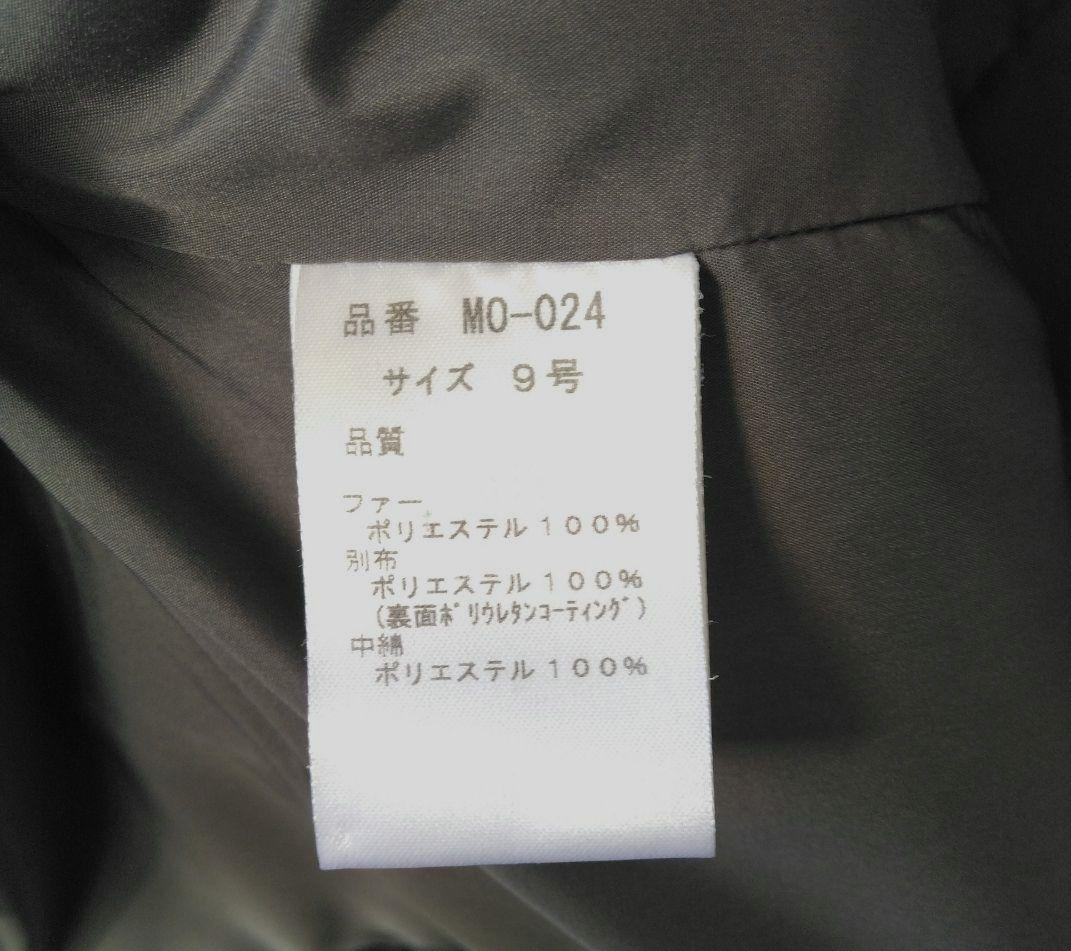 品番 MO-024
サイズ 9号
品質
ファー
ポリエステル100%
別布
ポリエステル100%
(裏面ポリウレタンコーティング)
中綿
ポリエステル100%